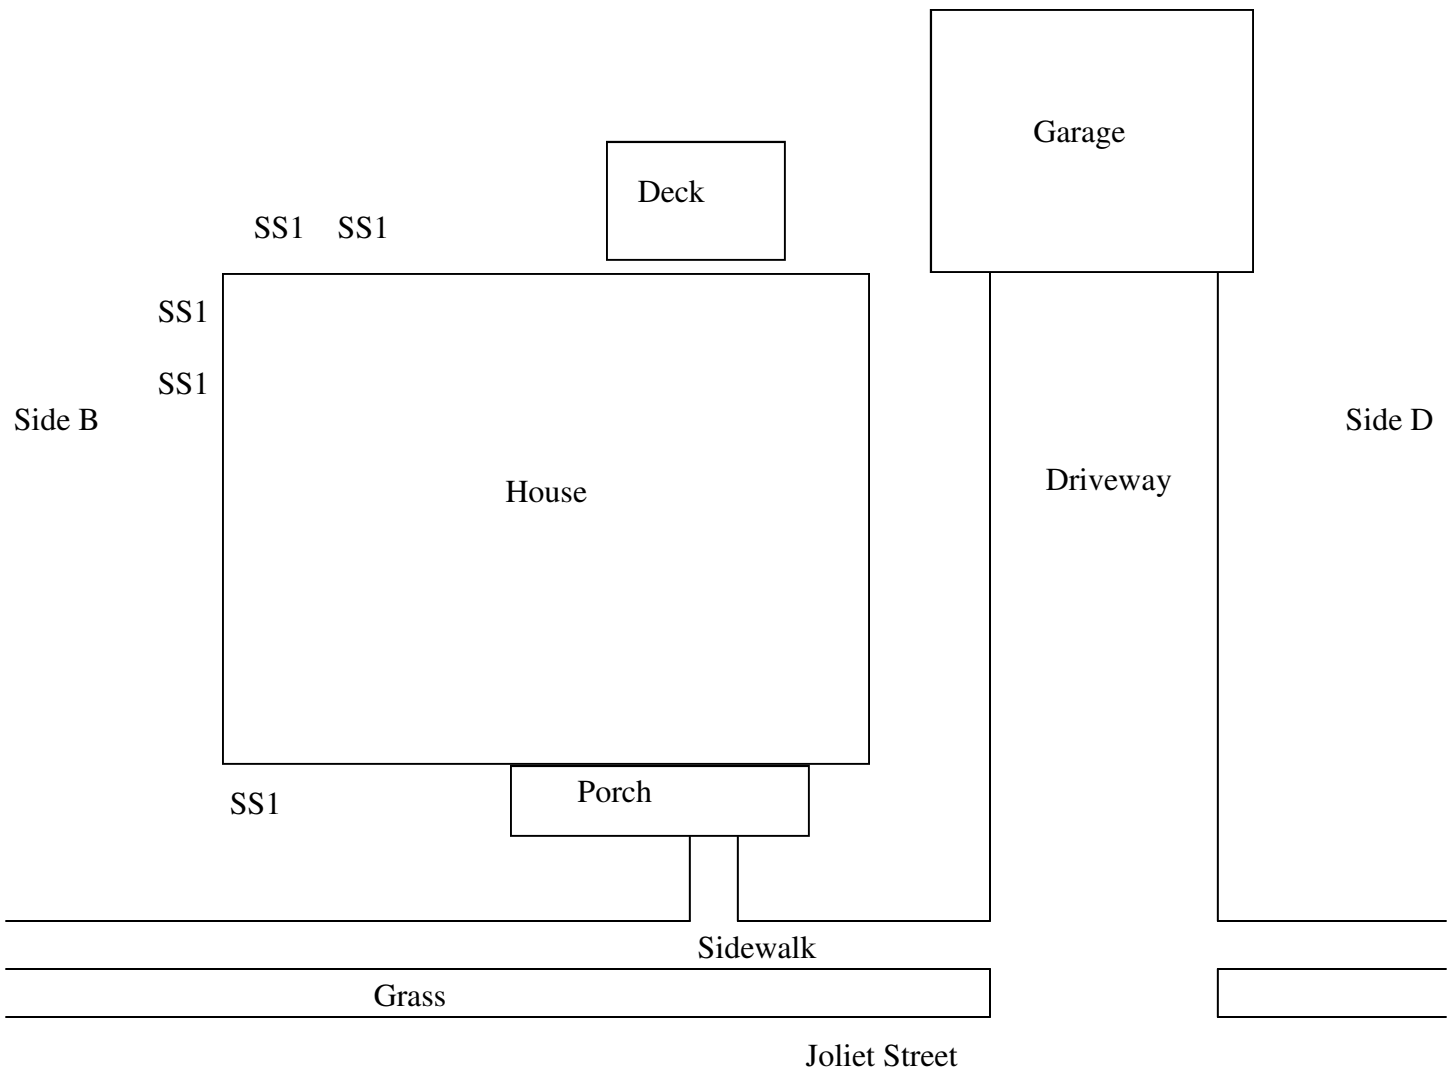 Garage
Deck
SS1 SS1
SS1
SS1
Side B
Side D
Driveway
House
Porch
SS1
Sidewalk
Grass
Joliet Street